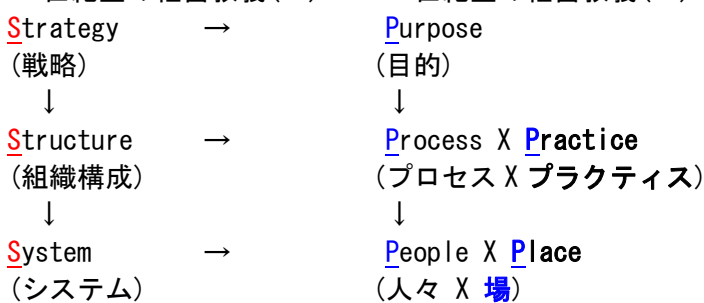 Strategy → Purpose
(戦略) (目的)
↓ ↓
Structure → Process X Practice
(組織構成) (プロセス X プラクティス)
↓ ↓
System → People X Place
(システム) (人々 X 場)